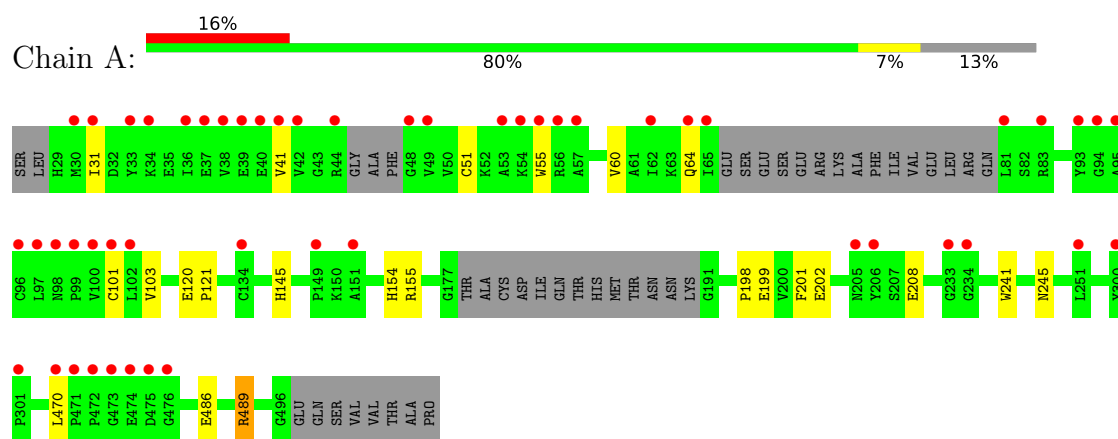 16%
Chain A:
80% 7% 13%
SER LEU H29 M30 I31 D32 Y33 K34 E35 I36 E37 V38 E39 E40 V41 V42 G43 R44 GLY ALA PHE G48 V49 V50 C51 K52 A53 K54 W55 R56 A57 V60 A61 I62 K63 Q64 I65 GLU SER GLU SER GLU ARG LYS ALA PHE ILE VAL GLU LEU ARG GLN L81 S82 R83 Y93 G94 A95
C96 L97 N98 P99 V100 C101 L102 V103 E120 P121 C134 H145 P149 K150 A151 H154 R155 G177 THR ALA CYS ASP ILE GLN THR HIS MET THR ASN ASN LYS G191 P198 E199 V200 F201 E202 N205 Y206 S207 E208 G233 G234 W241 N245 L251 Y300
P301 L470 P471 P472 G473 E474 D475 G476 E486 R489 G496 GLU GLN SER VAL VAL THR ALA PRO